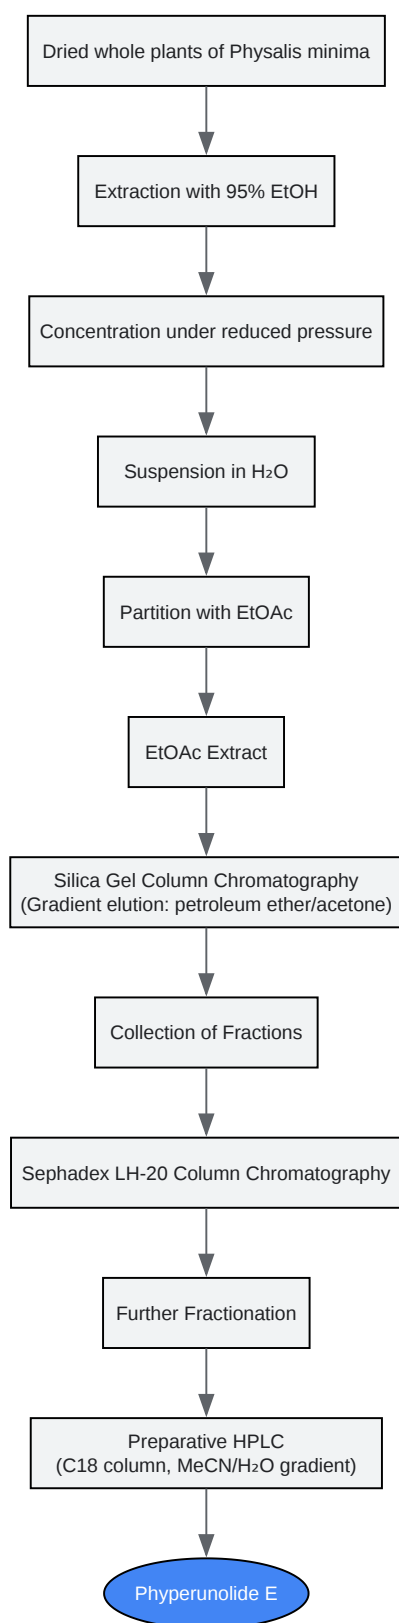 Dried whole plants of Physalis minima
Extraction with 95% EtOH
Concentration under reduced pressure
Suspension in H₂O
Partition with EtOAc
EtOAc Extract
Silica Gel Column Chromatography
(Gradient elution: petroleum ether/acetone)
Collection of Fractions
Sephadex LH-20 Column Chromatography
Further Fractionation
Preparative HPLC
(C18 column, MeCN/H₂O gradient)
Phyperunolide E